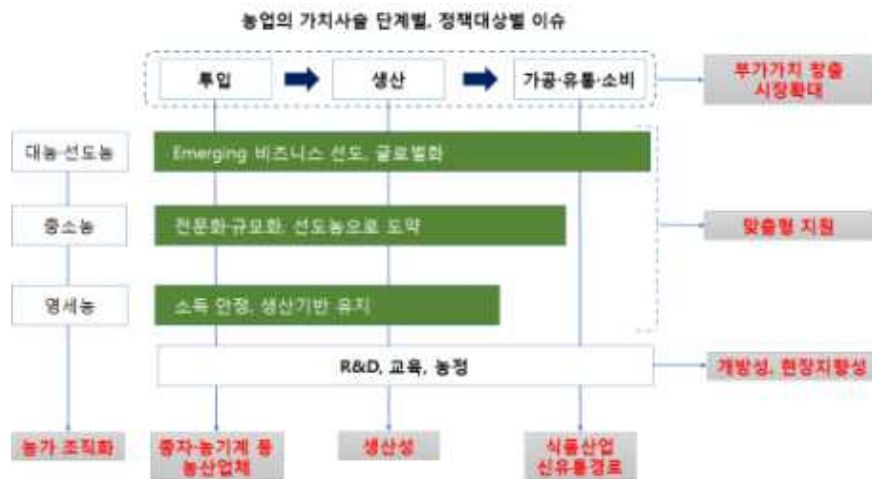 농업의 가치사슬 단계별, 정책대상별 이슈
투입
생산
가공·유통·소비
부가가치 창출
시장확대
대농·선도농
Emerging 비즈니스 선도, 글로벌화
중소농
전문화·규모화, 선도농으로 도약
맞춤형 지원
영세농
소득 안정, 생산기반 유지
R&D, 교육, 농정
개방성, 현장지향성
농가 조직화
종자·농기계 등
농산업체
생산성
식품산업
신유통경로